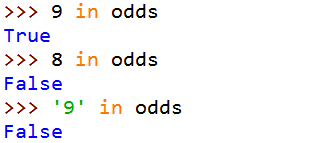 >>> 9 in odds
True
>>> 8 in odds
False
>>> '9' in odds
False